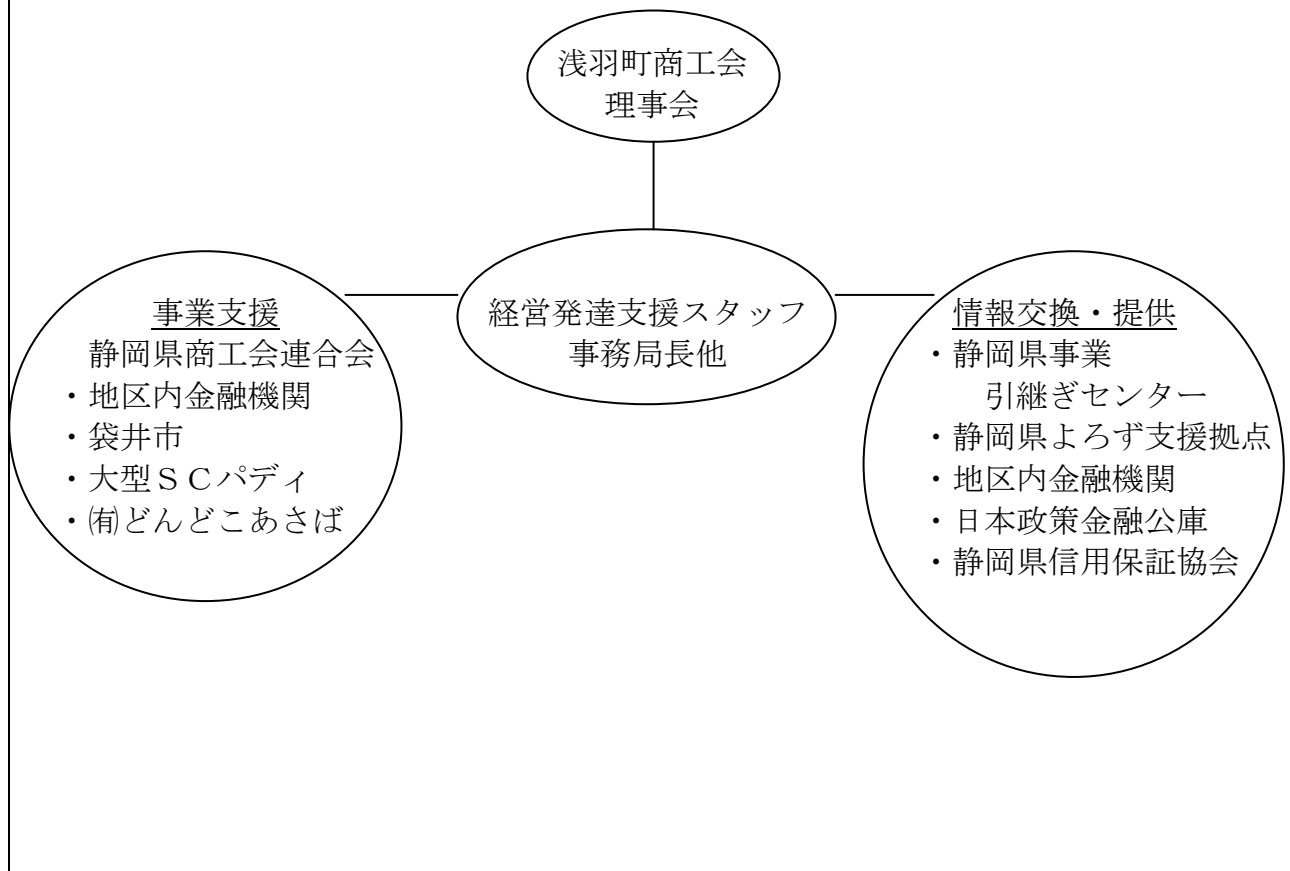 浅羽町商工会
理事会
経営発達支援スタッフ
事務局長他
事業支援
静岡県商工会連合会
・地区内金融機関
・袋井市
・大型ＳＣパディ
・㈲どんどこあさば
情報交換・提供
・静岡県事業
引継ぎセンター
・静岡県よろず支援拠点
・地区内金融機関
・日本政策金融公庫
・静岡県信用保証協会